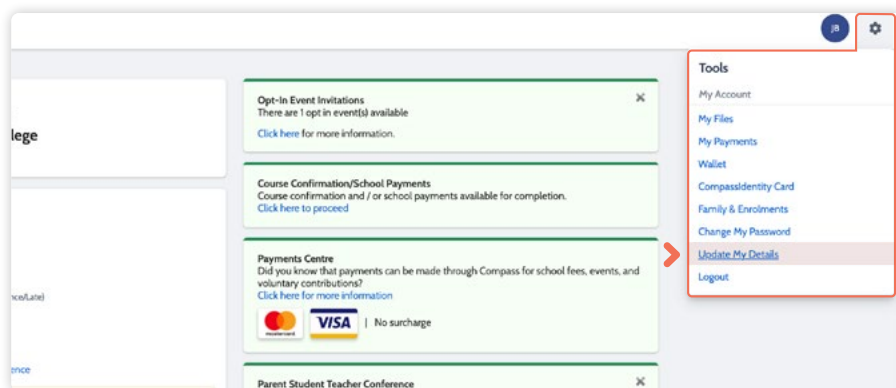 JB
Tools
My Account
My Files
My Payments
Wallet
CompassIdentity Card
Family & Enrolments
Change My Password
Update My Details
Logout
lege
nce/Late)
ence
Opt-In Event Invitations
There are 1 opt in event(s) available
Click here for more information.
Course Confirmation/School Payments
Course confirmation and / or school payments available for completion.
Click here to proceed
Payments Centre
Did you know that payments can be made through Compass for school fees, events, and
voluntary contributions?
Click here for more information
mastercard VISA | No surcharge
Parent Student Teacher Conference